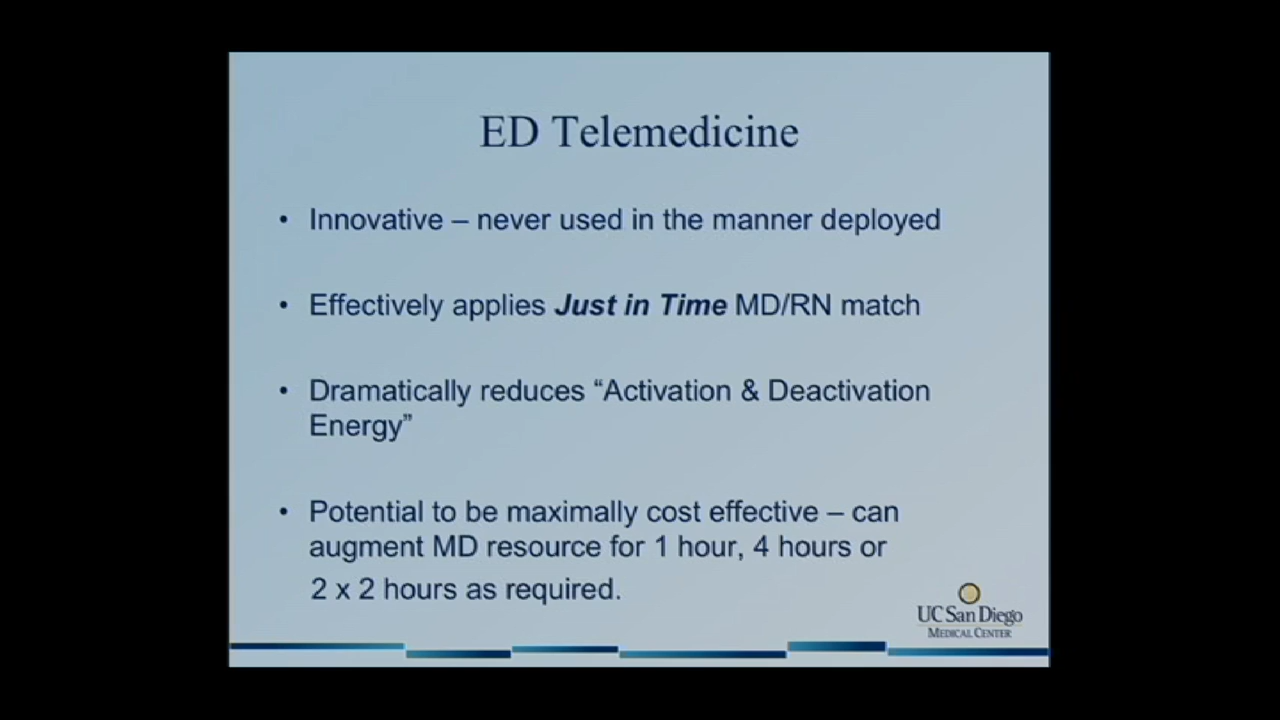 ED Telemedicine
• Innovative – never used in the manner deployed
• Effectively applies Just in Time MD/RN match
• Dramatically reduces “Activation & Deactivation
Energy”
• Potential to be maximally cost effective – can
augment MD resource for 1 hour, 4 hours or
2 x 2 hours as required.
UC San Diego
MEDICAL CENTER